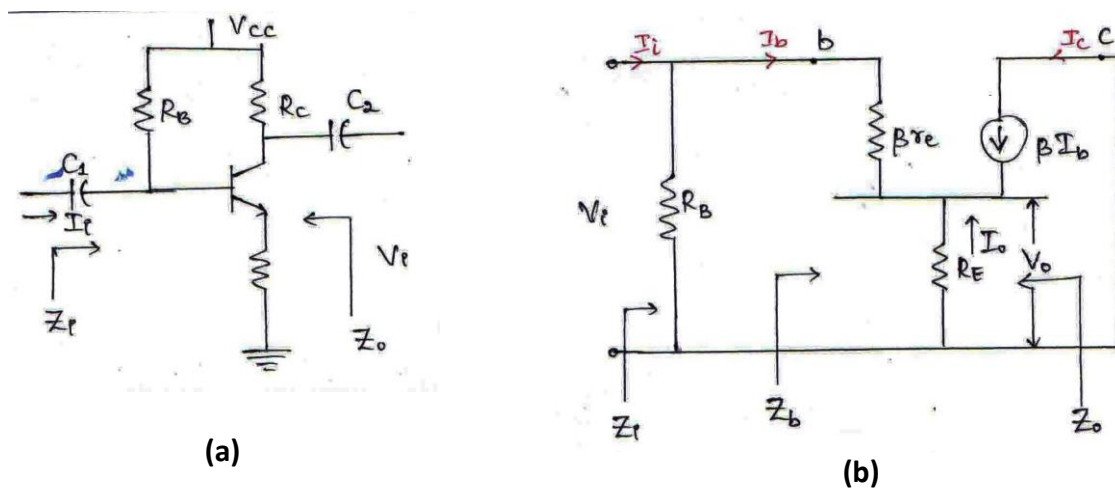 Vcc
RB
Rc
C2
C1
Ii
Vi
Zi
Zo
(a)
Ii
Ib
b
Ic
c
βre
βIb
Vi
RB
Io
RE
Vo
Zi
Zb
Zo
(b)